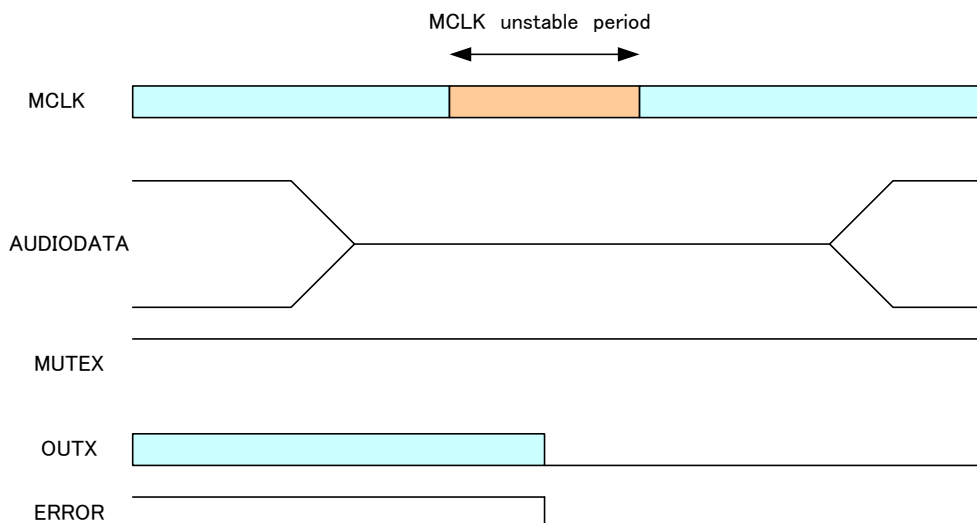 MCLK unstable period
MCLK
AUDIODATA
MUTEX
OUTX
ERROR